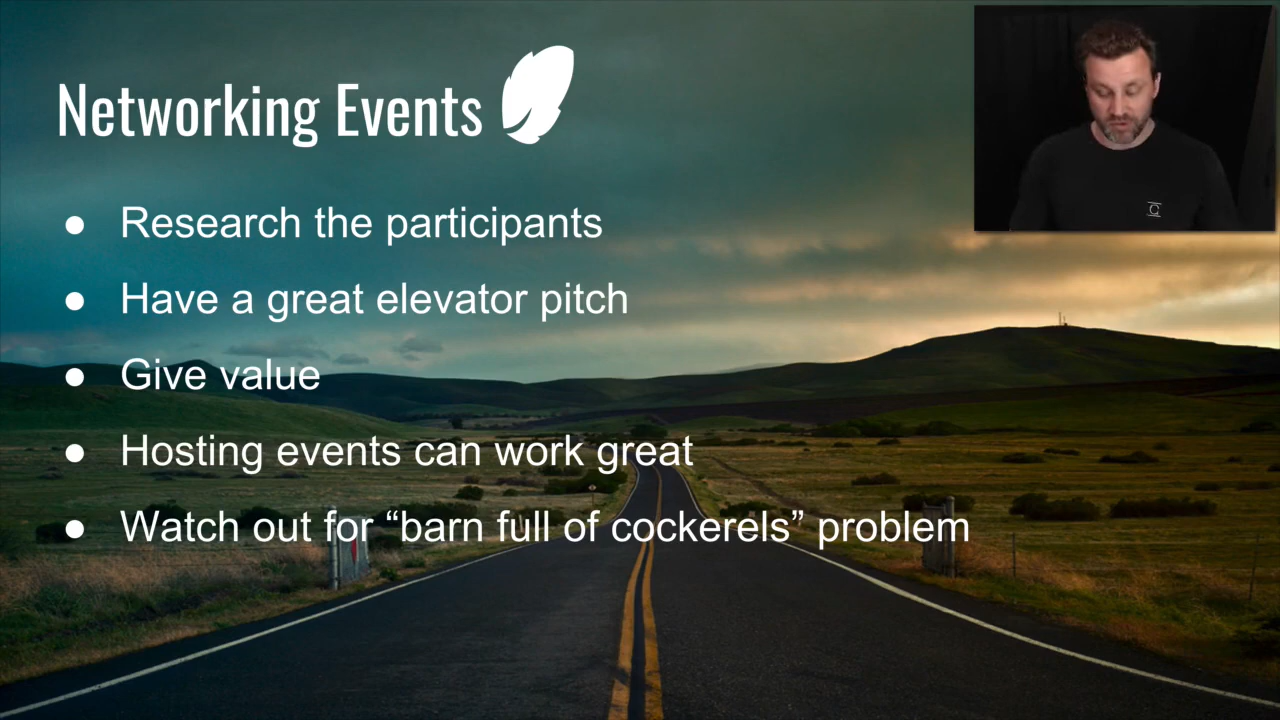 Networking Events
● Research the participants
● Have a great elevator pitch
● Give value
● Hosting events can work great
● Watch out for “barn full of cockerels” problem